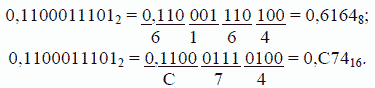 0,1100011101₂ = 0,110 001 110 100 = 0,6164₈;
6 1 6 4
0,1100011101₂ = 0,1100 0111 0100 = 0,C74₁₆.
C 7 4